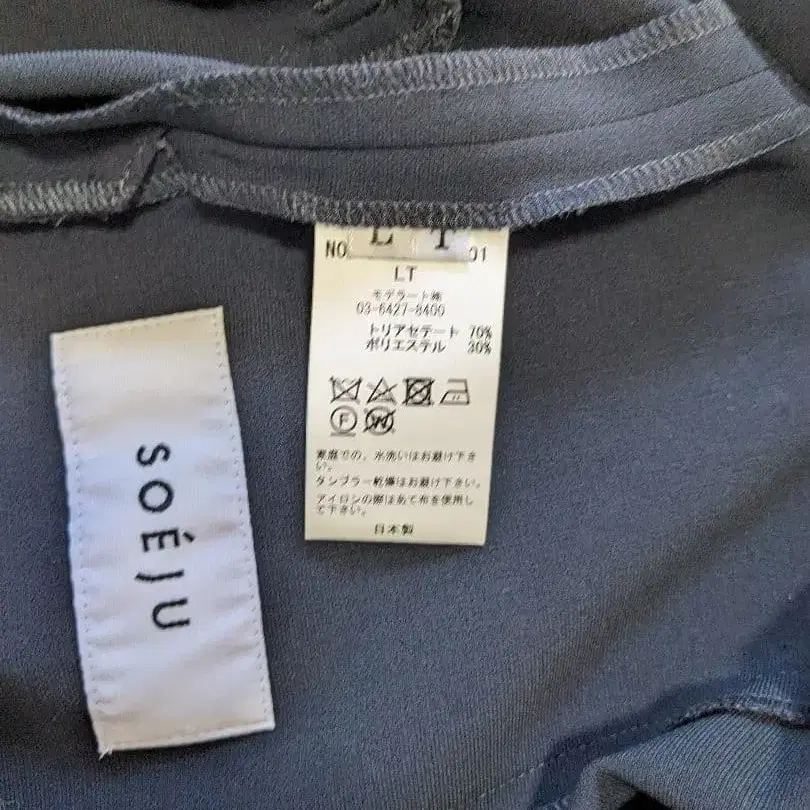 SOÉJU
L T
NO.
01
LT
モデラート㈱
03-6427-8400
トリアセテート 70%
ポリエステル 30%
F
W
家庭での、水洗いはお避け下さ
い。
タンブラー乾燥はお避け下さい。
アイロンの際はあて布を使用し
て下さい。
日本製